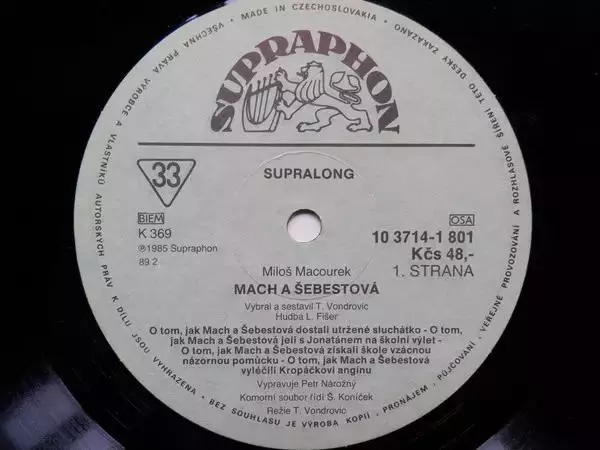 MADE IN CZECHOSLOVAKIA • VŠECHNA PRÁVA VÝROBCE A VLASTNÍKŮ AUTORSKÝCH PRÁV K DÍLU JSOU VYHRAZENA • BEZ SOUHLASU JE VÝROBA KOPIÍ • PRONÁJEM • PŮJČOVÁNÍ • VEŘEJNÉ PROVOZOVÁNÍ A ROZHLASOVÉ ŠÍŘENÍ TÉTO DESKY ZAKÁZÁNO
SUPRAPHON
33
SUPRALONG
BIEM
OSA
K 369
10 3714-1 801
℗1985 Supraphon
Kčs 48,-
89 2
1. STRANA
Miloš Macourek
MACH A ŠEBESTOVÁ
Vybral a sestavil T. Vondrovic
Hudba L. Fišer
O tom, jak Mach a Šebestová dostali utržené sluchátko - O tom,
jak Mach a Šebestová jeli s Jonatánem na školní výlet -
O tom, jak Mach a Šebestová získali škole vzácnou
názornou pomůcku - O tom, jak Mach a Šebestová
vyléčili Kropáčkovi angínu
Vypravuje Petr Nárožný
Komorní soubor řídí Š. Koníček
Režie T. Vondrovic